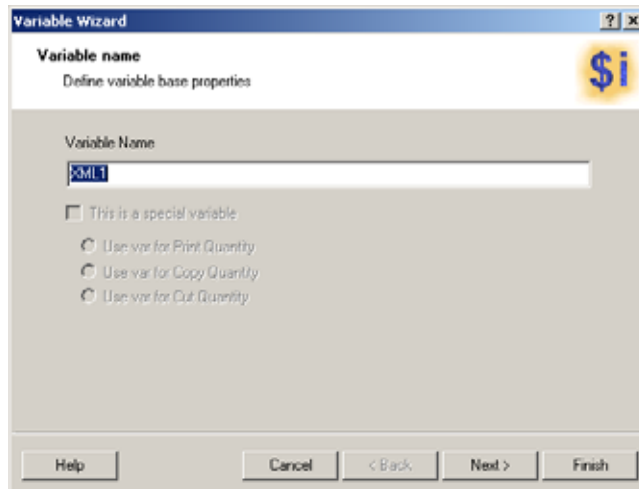 Variable Wizard
Variable name
Define variable base properties
$i
Variable Name
XML1
This is a special variable
Use var for Print Quantity
Use var for Copy Quantity
Use var for Cut Quantity
Help Cancel < Back Next > Finish